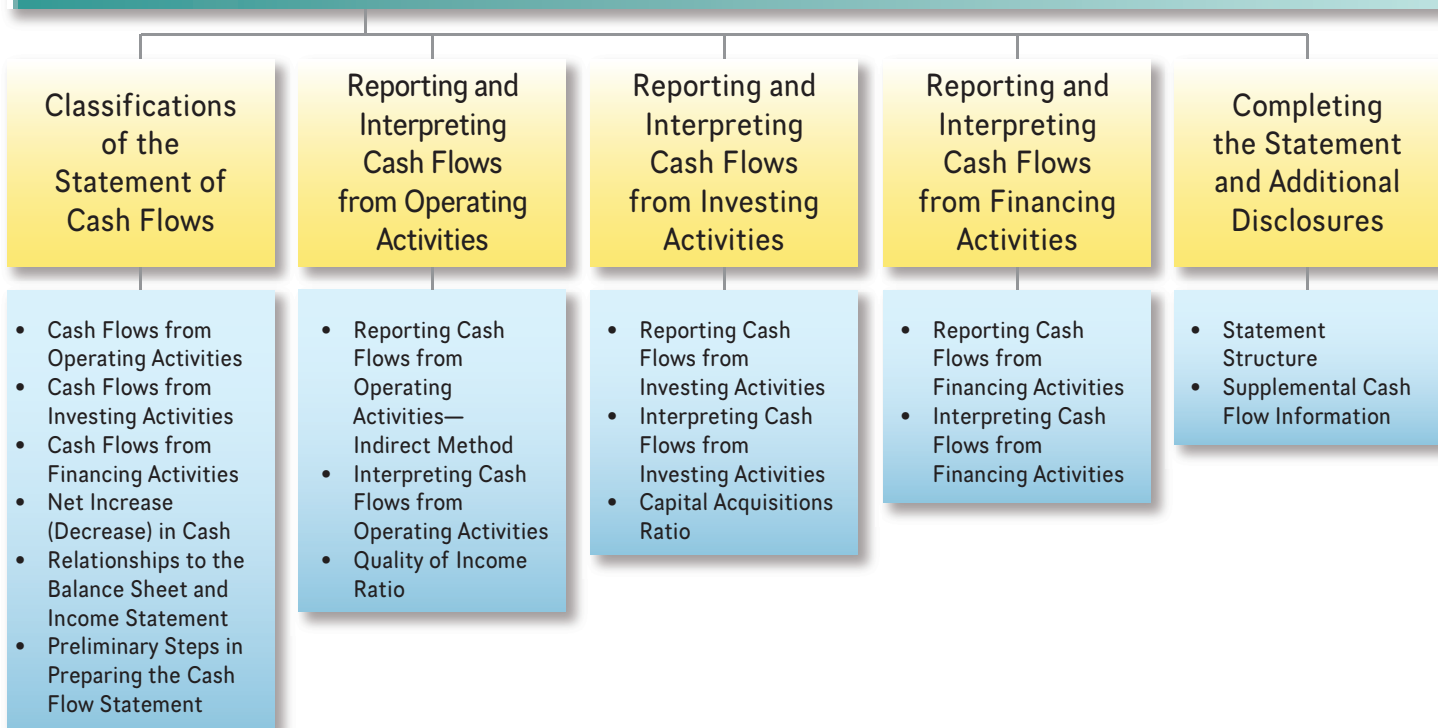 Classifications
of the
Statement of
Cash Flows
Reporting and
Interpreting
Cash Flows
from Operating
Activities
Reporting and
Interpreting
Cash Flows
from Investing
Activities
Reporting and
Interpreting
Cash Flows
from Financing
Activities
Completing
the Statement
and Additional
Disclosures
• Cash Flows from
Operating Activities
• Cash Flows from
Investing Activities
• Cash Flows from
Financing Activities
• Net Increase
(Decrease) in Cash
• Relationships to the
Balance Sheet and
Income Statement
• Preliminary Steps in
Preparing the Cash
Flow Statement
• Reporting Cash
Flows from
Operating
Activities—
Indirect Method
• Interpreting Cash
Flows from
Operating Activities
• Quality of Income
Ratio
• Reporting Cash
Flows from
Investing Activities
• Interpreting Cash
Flows from
Investing Activities
• Capital Acquisitions
Ratio
• Reporting Cash
Flows from
Financing Activities
• Interpreting Cash
Flows from
Financing Activities
• Statement
Structure
• Supplemental Cash
Flow Information